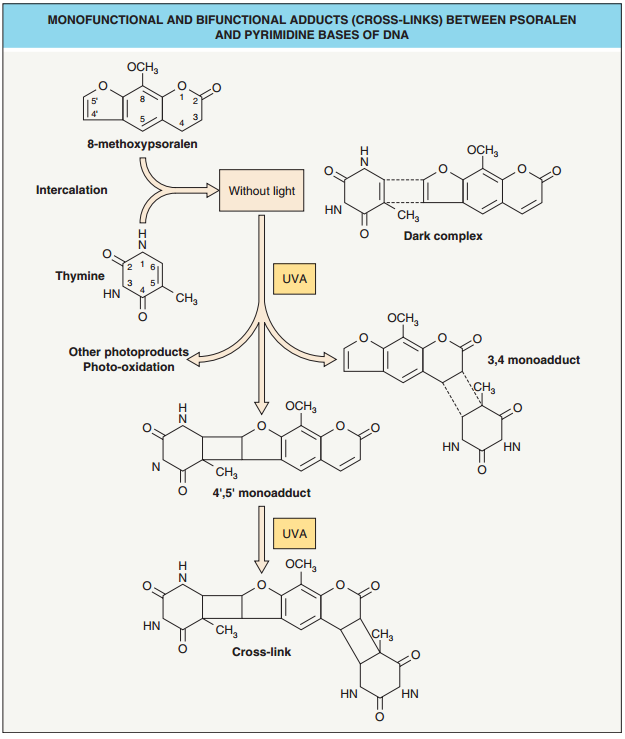 MONOFUNCTIONAL AND BIFUNCTIONAL ADDUCTS (CROSS-LINKS) BETWEEN PSORALEN
AND PYRIMIDINE BASES OF DNA
OCH3
O
O
O
5'
4'
8
1
2
3
4
5
8-methoxypsoralen
Intercalation
Without light
H
N
O
HN
O
CH3
O
OCH3
O
O
Dark complex
H
N
O
2
1
6
3
4
5
HN
CH3
O
Thymine
UVA
Other photoproducts
Photo-oxidation
OCH3
O
O
O
3,4 monoadduct
CH3
O
HN
HN
O
H
N
O
N
O
CH3
O
OCH3
O
O
4',5' monoadduct
UVA
H
N
O
HN
O
CH3
O
OCH3
O
O
Cross-link
CH3
O
HN
HN
O